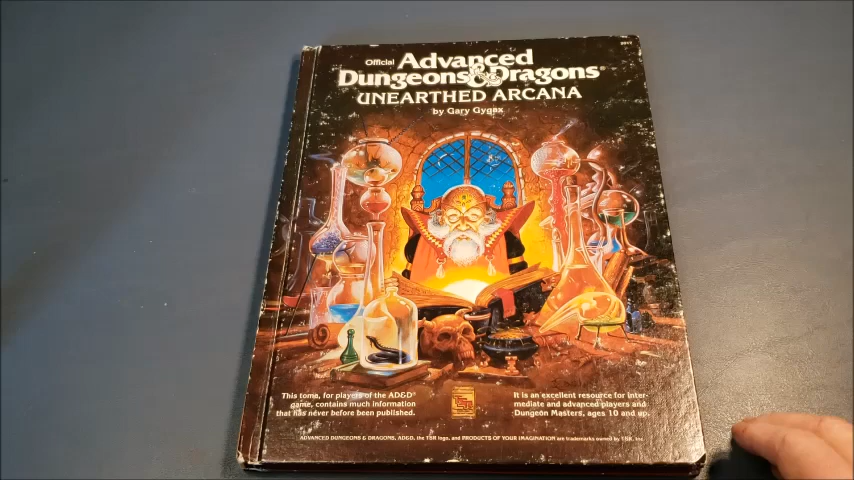 Official Advanced
Dungeons & Dragons®
UNEARTHED ARCANA
by Gary Gygax
This tome, for players of the AD&D®
game, contains much information
that has never before been published.
It is an excellent resource for inter-
mediate and advanced players and
Dungeon Masters, ages 10 and up.
TSR
ADVANCED DUNGEONS & DRAGONS, AD&D, the TSR logo, and PRODUCTS OF YOUR IMAGINATION are trademarks owned by TSR, Inc.